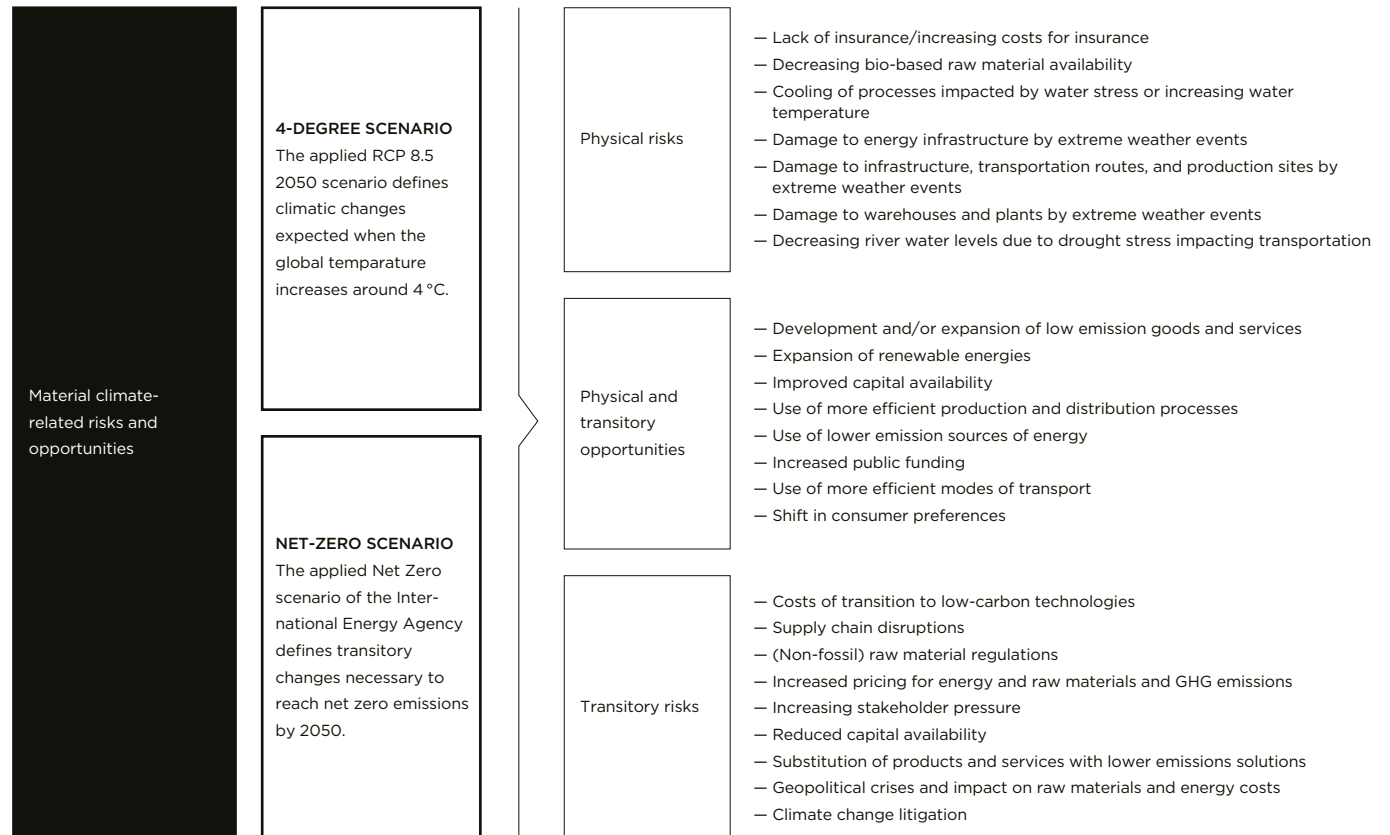 Material climate-
related risks and
opportunities
4-DEGREE SCENARIO
The applied RCP 8.5
2050 scenario defines
climatic changes
expected when the
global temparature
increases around 4 °C.
NET-ZERO SCENARIO
The applied Net Zero
scenario of the Inter-
national Energy Agency
defines transitory
changes necessary to
reach net zero emissions
by 2050.
Physical risks
— Lack of insurance/increasing costs for insurance
— Decreasing bio-based raw material availability
— Cooling of processes impacted by water stress or increasing water
temperature
— Damage to energy infrastructure by extreme weather events
— Damage to infrastructure, transportation routes, and production sites by
extreme weather events
— Damage to warehouses and plants by extreme weather events
— Decreasing river water levels due to drought stress impacting transportation
Physical and
transitory
opportunities
— Development and/or expansion of low emission goods and services
— Expansion of renewable energies
— Improved capital availability
— Use of more efficient production and distribution processes
— Use of lower emission sources of energy
— Increased public funding
— Use of more efficient modes of transport
— Shift in consumer preferences
Transitory risks
— Costs of transition to low-carbon technologies
— Supply chain disruptions
— (Non-fossil) raw material regulations
— Increased pricing for energy and raw materials and GHG emissions
— Increasing stakeholder pressure
— Reduced capital availability
— Substitution of products and services with lower emissions solutions
— Geopolitical crises and impact on raw materials and energy costs
— Climate change litigation